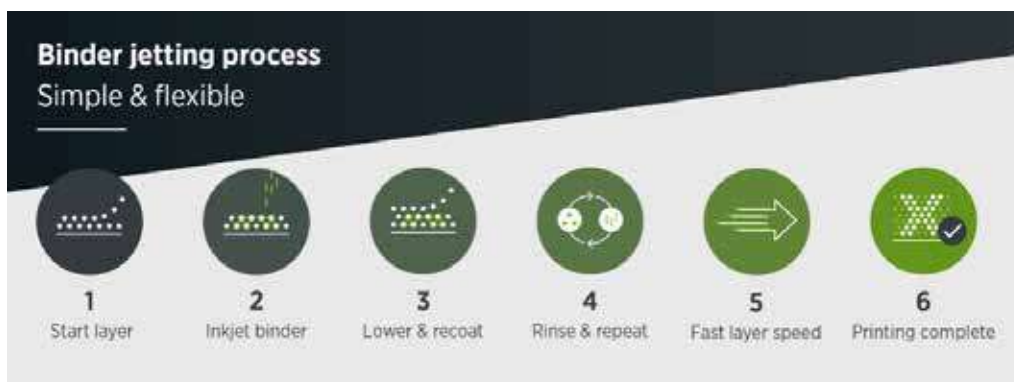 Binder jetting process
Simple & flexible
1
Start layer
2
Inkjet binder
3
Lower & recoat
4
Rinse & repeat
5
Fast layer speed
6
Printing complete